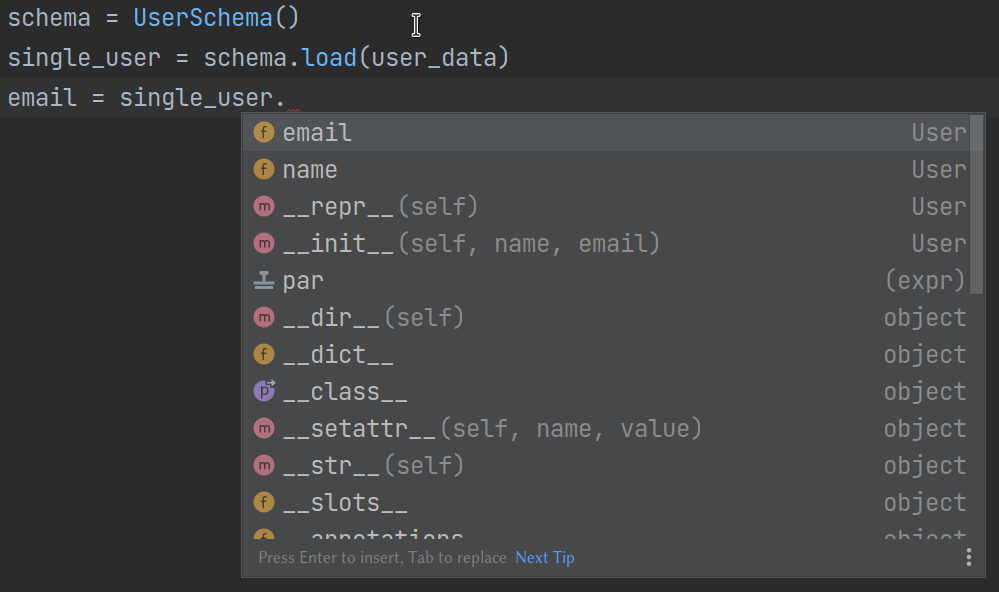 schema = UserSchema()
single_user = schema.load(user_data)
email = single_user.
f email User
f name User
m __repr__(self) User
m __init__(self, name, email) User
par (expr)
m __dir__(self) object
f __dict__ object
p __class__ object
m __setattr__(self, name, value) object
m __str__(self) object
f __slots__ object
f __annotations__ object
Press Enter to insert, Tab to replace Next Tip